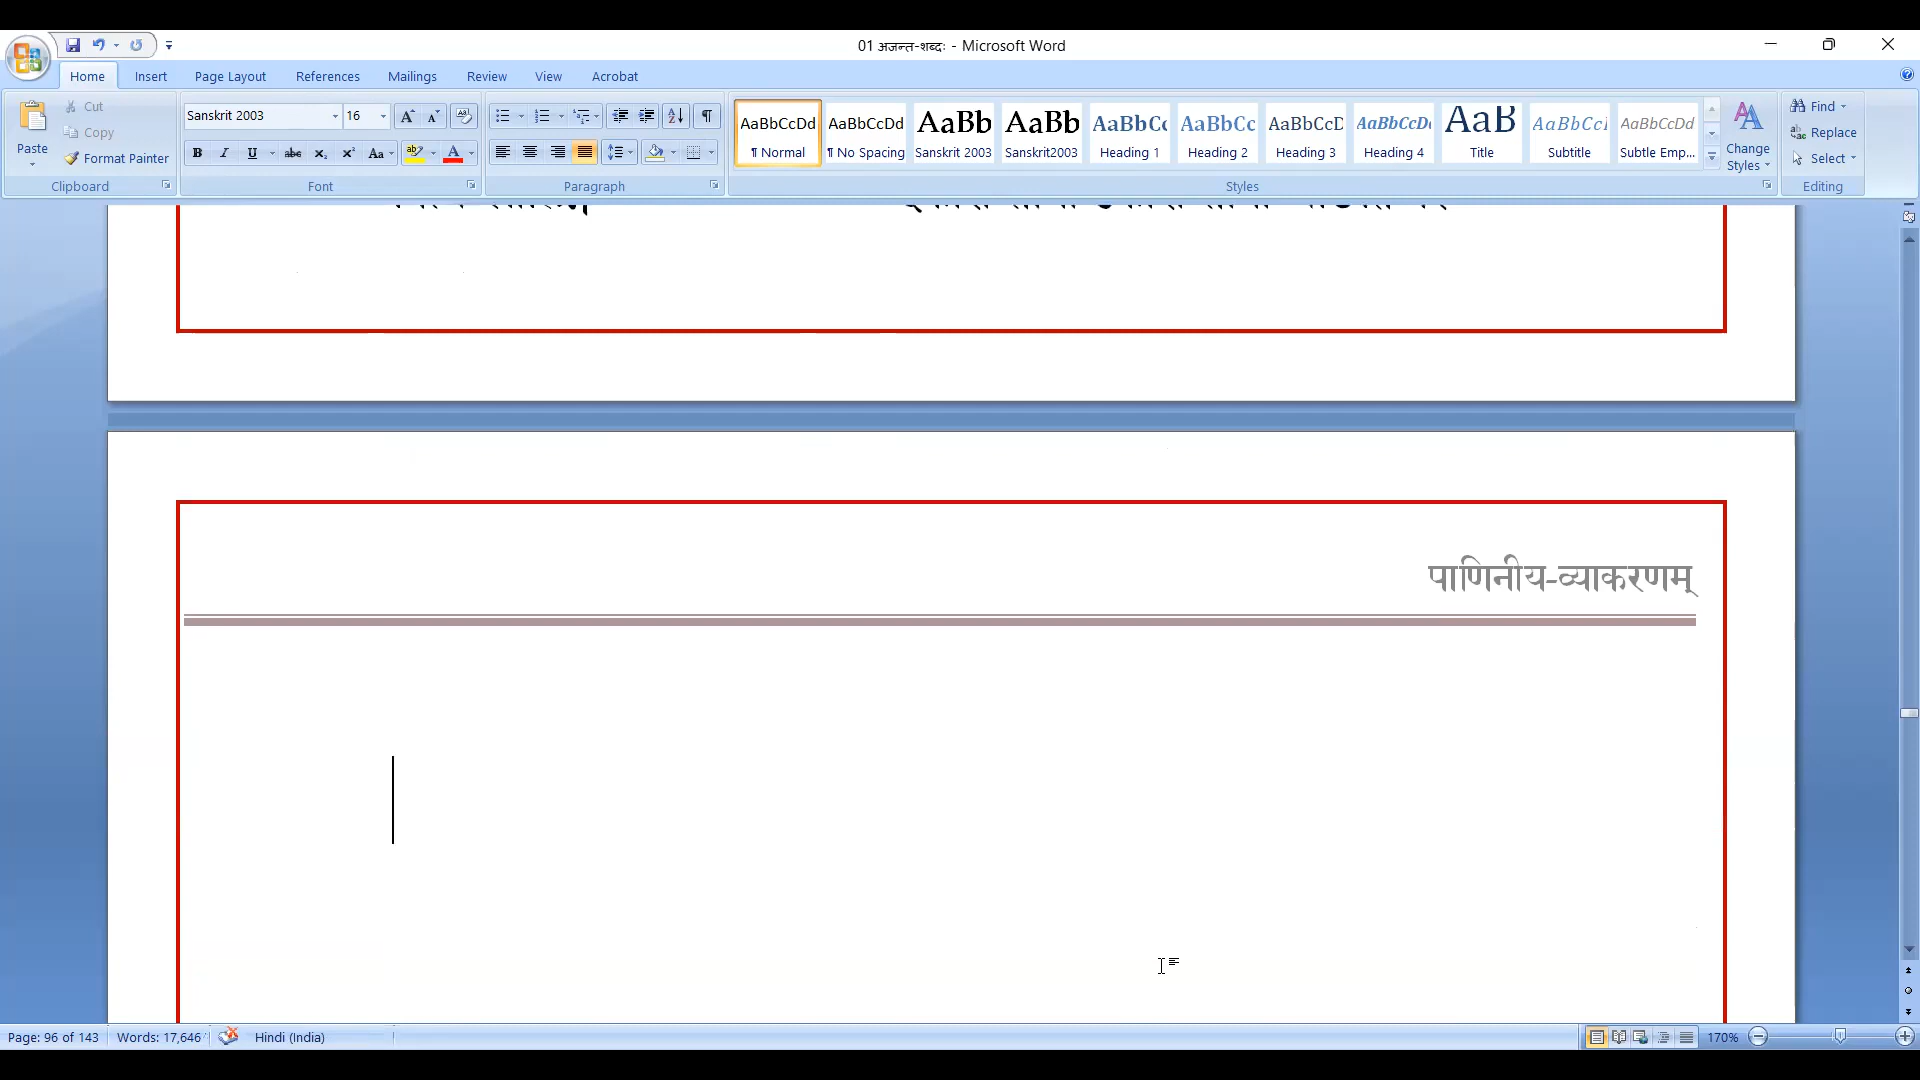 01 अजन्त-शब्दः - Microsoft Word
Home Insert Page Layout References Mailings Review View Acrobat
Paste
Cut
Copy
Format Painter
Clipboard
Sanskrit 2003 16
Font
Paragraph
AaBbCcDd ¶ Normal
AaBbCcDd ¶ No Spacing
AaBb Sanskrit 2003
AaBb Sanskrit2003
AaBbCc Heading 1
AaBbCc Heading 2
AaBbCcD Heading 3
AaBbCcDd Heading 4
AaB Title
AaBbCcl Subtitle
AaBbCcDd Subtle Emp...
Change Styles
Styles
Find
Replace
Select
Editing
पाणिनीय-व्याकरणम्
Page: 96 of 143 Words: 17,646 Hindi (India) 170%